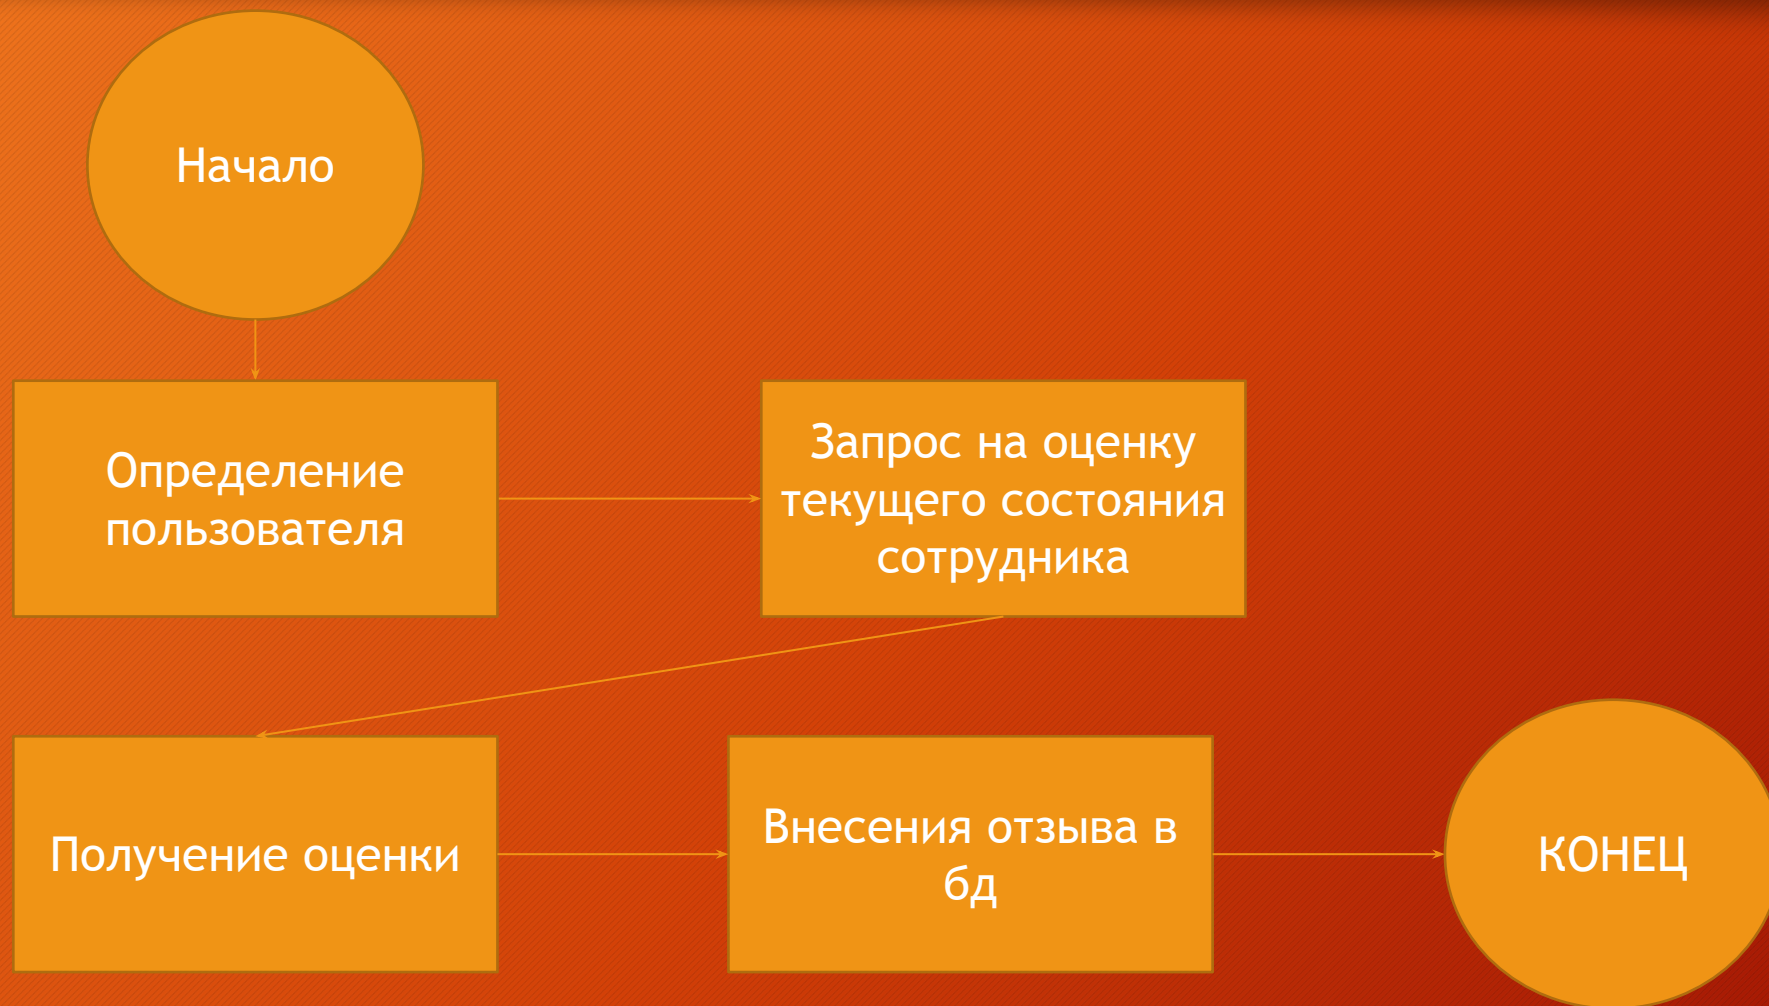 Начало
Определение
пользователя
Запрос на оценку
текущего состояния
сотрудника
Получение оценки
Внесения отзыва в
бд
КОНЕЦ